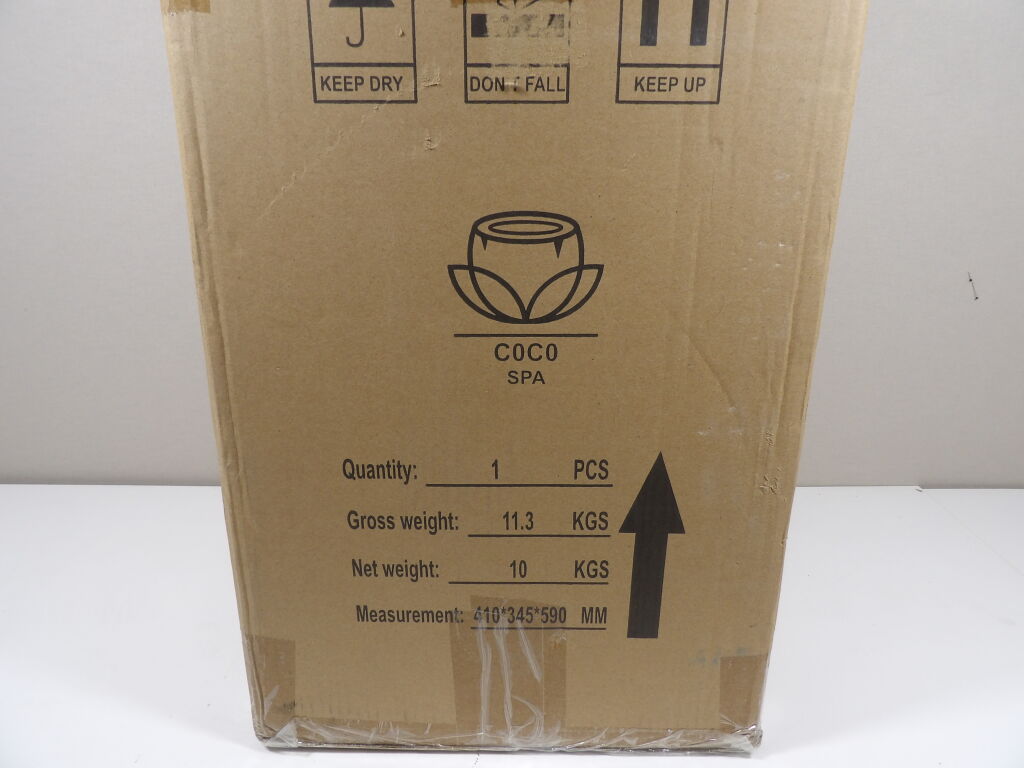 KEEP DRY
DON'T FALL
KEEP UP
C0C0
SPA
Quantity: 1 PCS
Gross weight: 11.3 KGS
Net weight: 10 KGS
Measurement: 410*345*590 MM